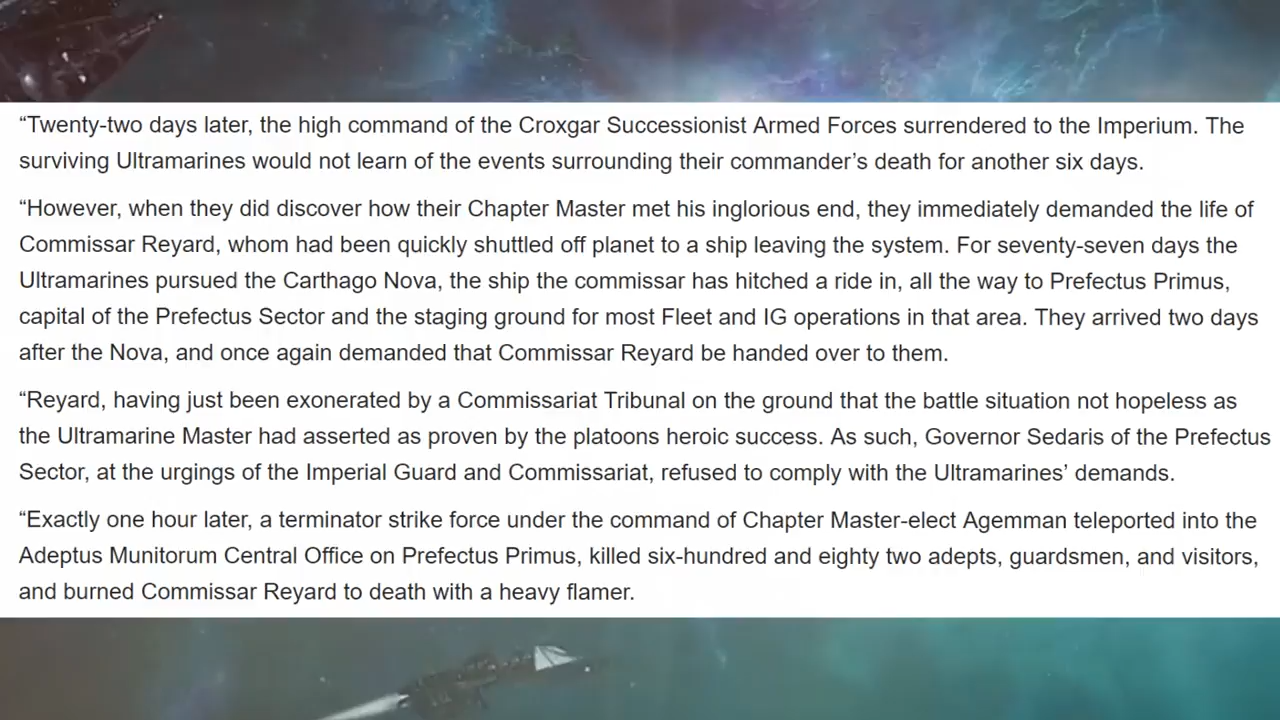 “Twenty-two days later, the high command of the Croxgar Successionist Armed Forces surrendered to the Imperium. The
surviving Ultramarines would not learn of the events surrounding their commander’s death for another six days.
“However, when they did discover how their Chapter Master met his inglorious end, they immediately demanded the life of
Commissar Reyard, whom had been quickly shuttled off planet to a ship leaving the system. For seventy-seven days the
Ultramarines pursued the Carthago Nova, the ship the commissar has hitched a ride in, all the way to Prefectus Primus,
capital of the Prefectus Sector and the staging ground for most Fleet and IG operations in that area. They arrived two days
after the Nova, and once again demanded that Commissar Reyard be handed over to them.
“Reyard, having just been exonerated by a Commissariat Tribunal on the ground that the battle situation not hopeless as
the Ultramarine Master had asserted as proven by the platoons heroic success. As such, Governor Sedaris of the Prefectus
Sector, at the urgings of the Imperial Guard and Commissariat, refused to comply with the Ultramarines’ demands.
“Exactly one hour later, a terminator strike force under the command of Chapter Master-elect Agemman teleported into the
Adeptus Munitorum Central Office on Prefectus Primus, killed six-hundred and eighty two adepts, guardsmen, and visitors,
and burned Commissar Reyard to death with a heavy flamer.